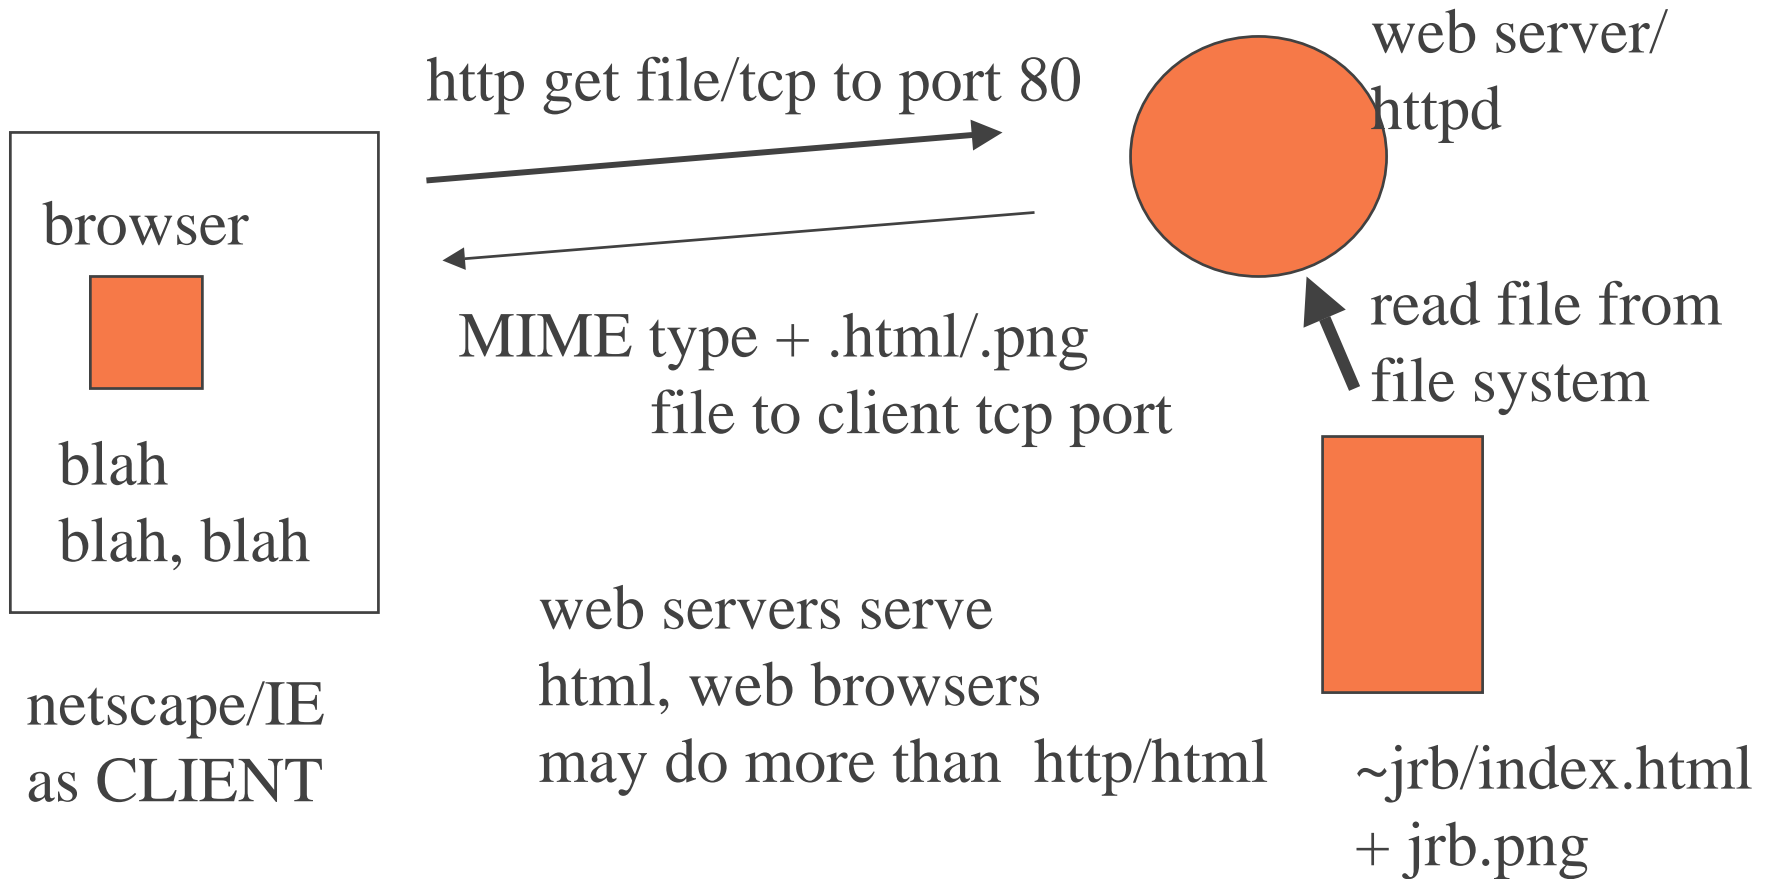 http get file/tcp to port 80
web server/
httpd
browser
blah
blah, blah
MIME type + .html/.png
file to client tcp port
read file from
file system
netscape/IE
as CLIENT
web servers serve
html, web browsers
may do more than  http/html
~jrb/index.html
+ jrb.png